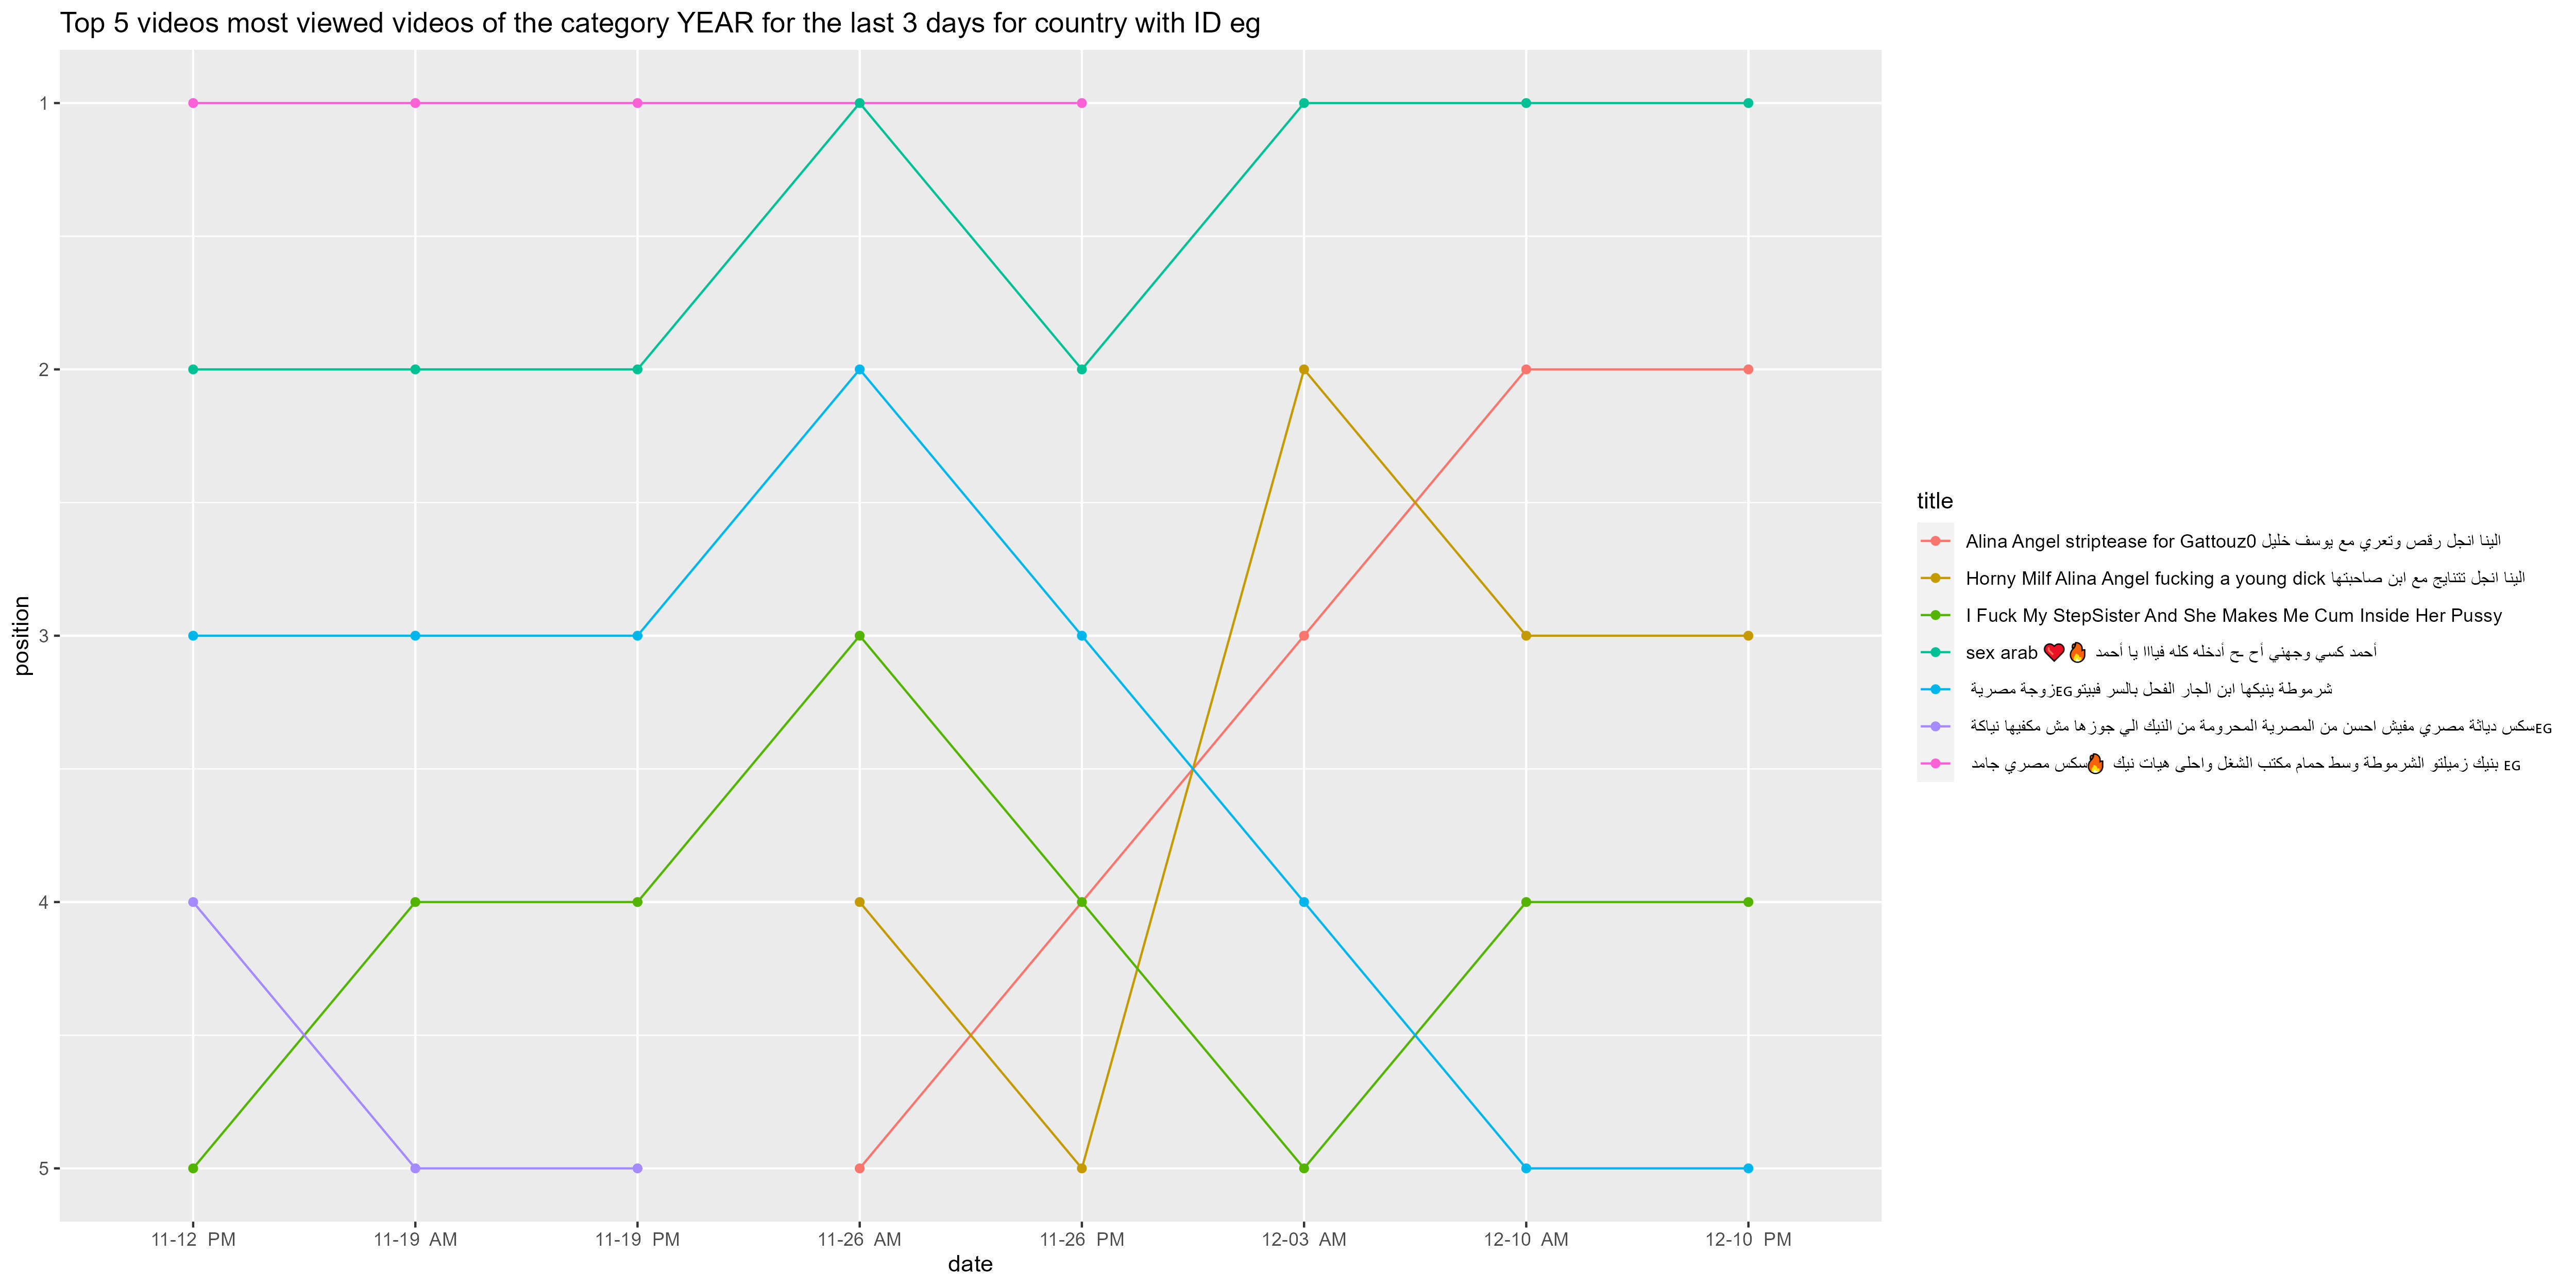 Top 5 videos most viewed videos of the category YEAR for the last 3 days for country with ID eg
position
1
2
3
4
5
11-12 PM
11-19 AM
11-19 PM
11-26 AM
11-26 PM
12-03 AM
12-10 AM
12-10 PM
date
title
Alina Angel striptease for Gattouz0 الينا انجل رقص وتعري مع يوسف خليل
Horny Milf Alina Angel fucking a young dick الينا انجل تتنايج مع ابن صاحبتها
I Fuck My StepSister And She Makes Me Cum Inside Her Pussy
sex arab ❤️🔥 أحمد كسي وجهني أح ـح أدخله كله فيااا يا أحمد
زوجة مصريةEGشرموطة ينيكها ابن الجار الفحل بالسر فبيتو
EGسكس دياثة مصري مفيش احسن من المصرية المحرومة من النيك الي جوزها مش مكفيها نياكة
سكس مصري جامد🔥 بنيك زميلتو الشرموطة وسط حمام مكتب الشغل واحلى هيات نيك EG